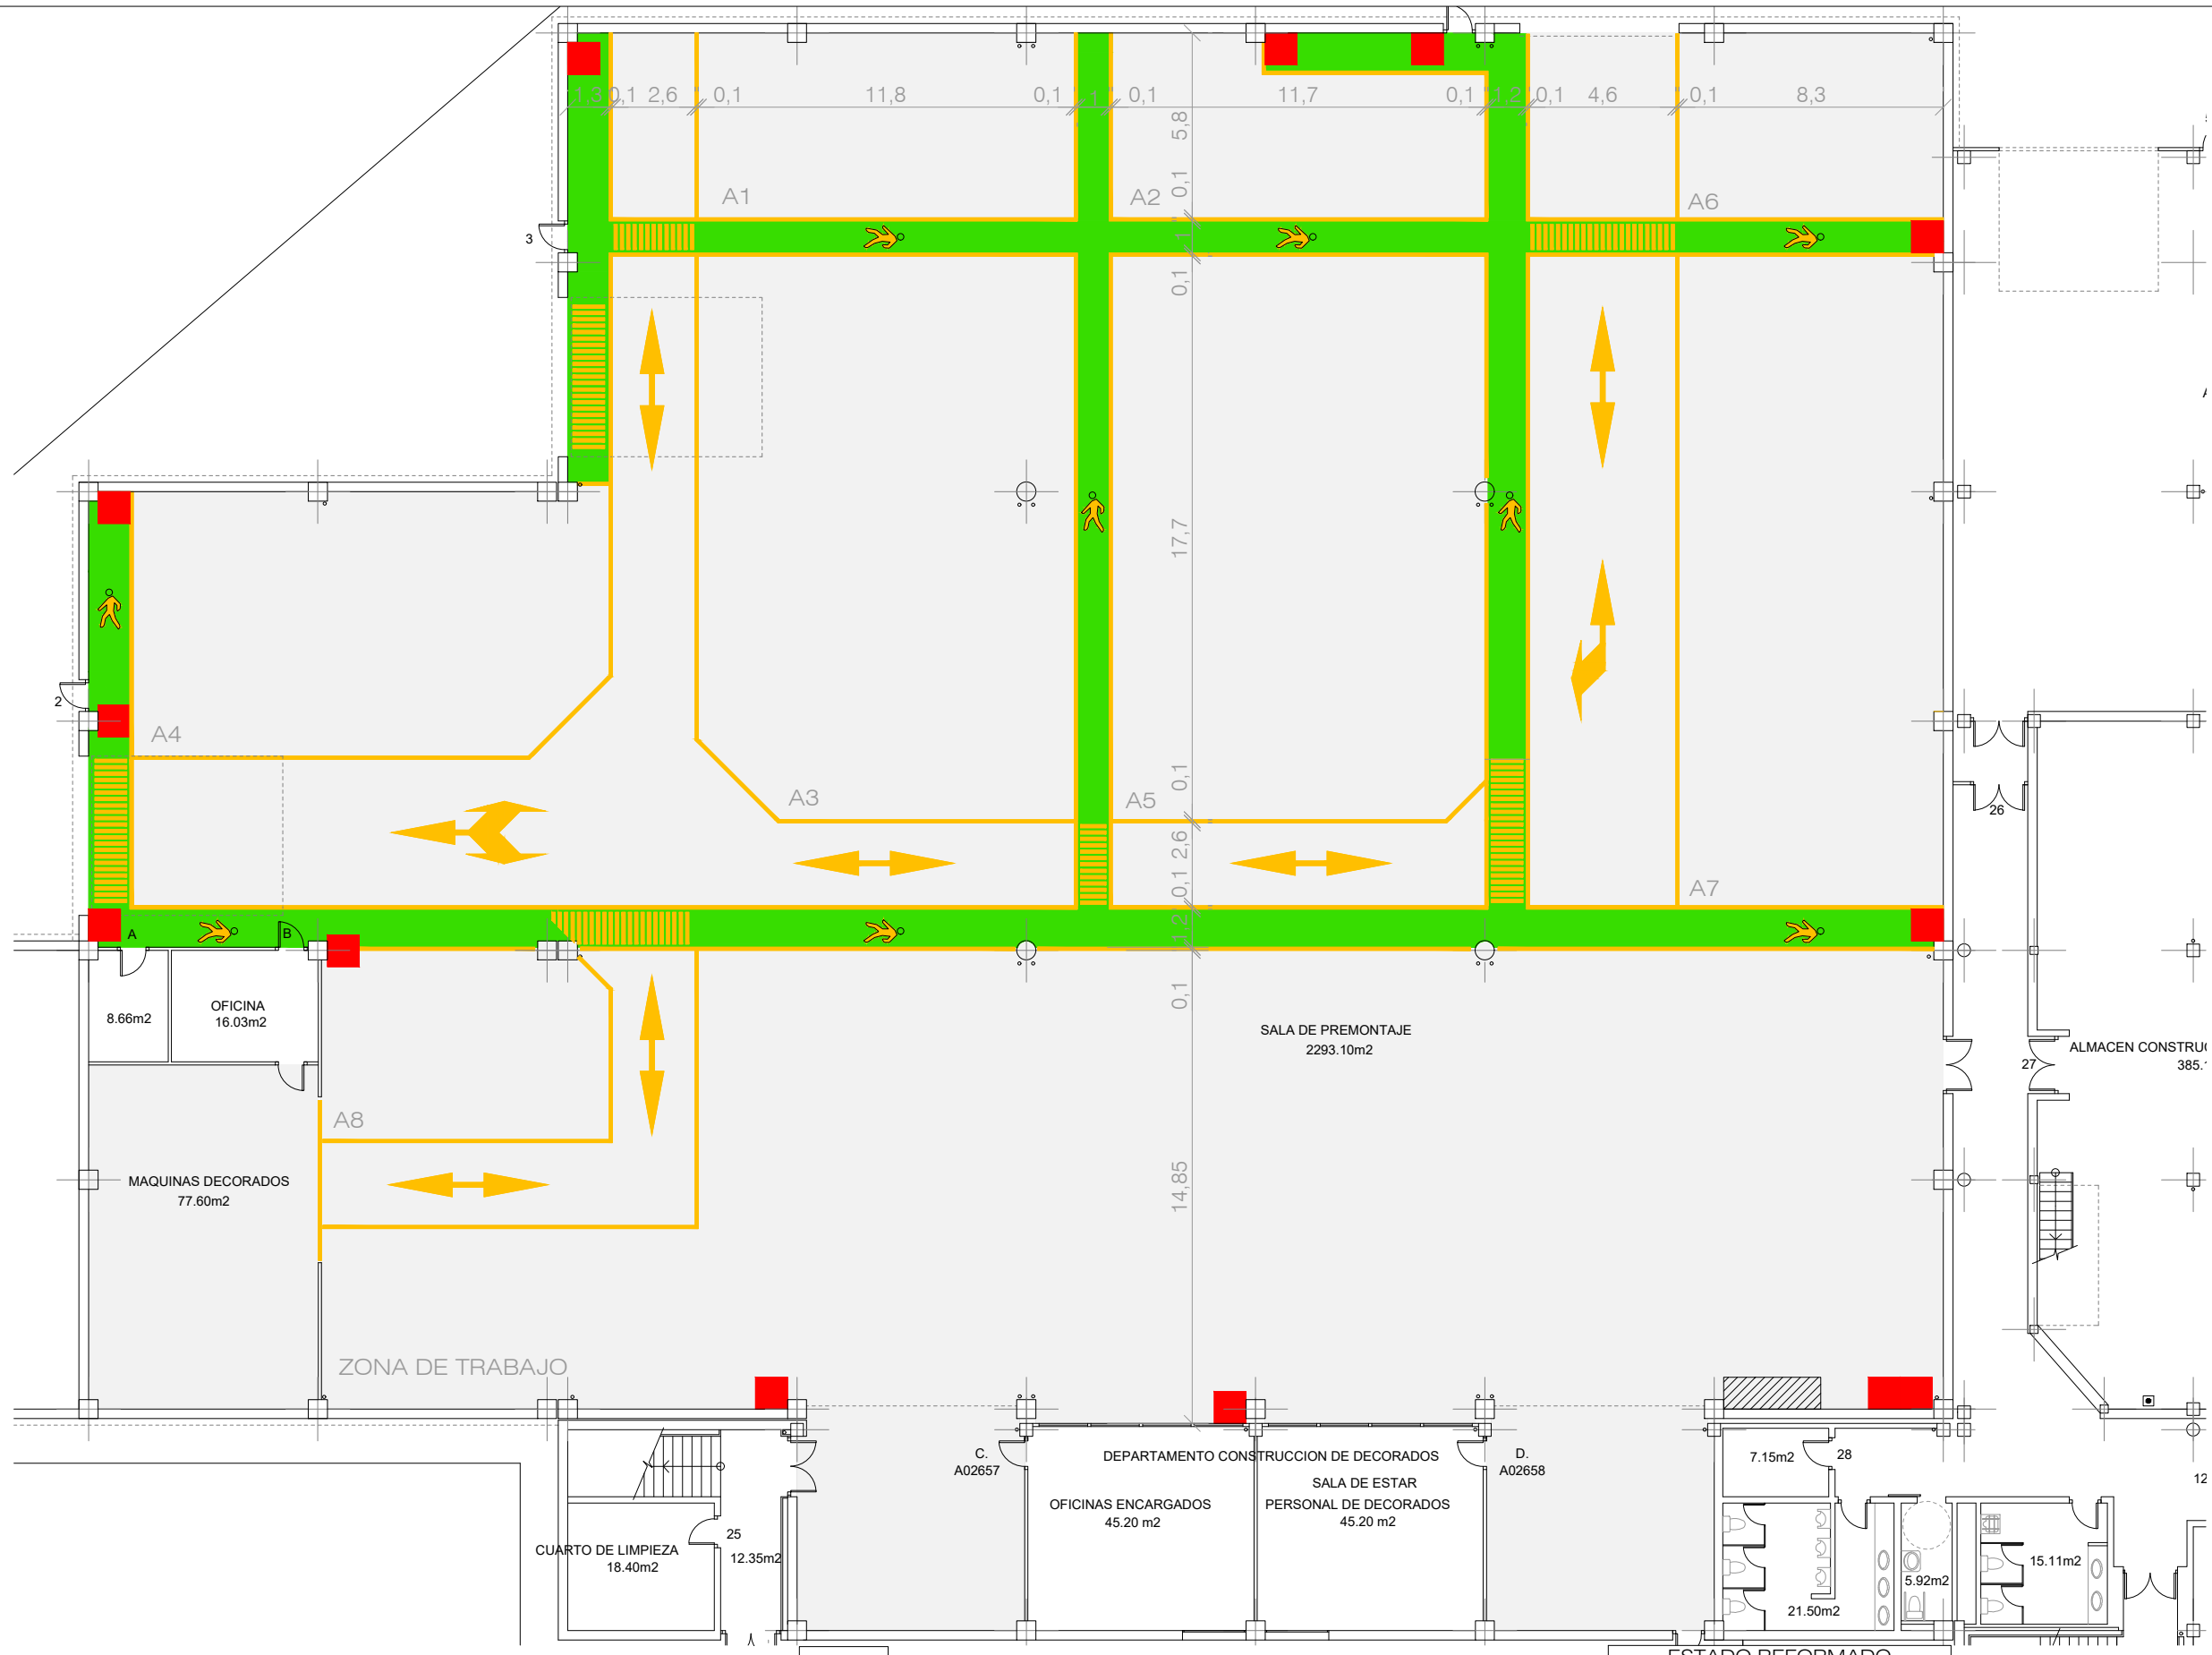 1,3 0,1 2,6 0,1 11,8 0,1 1 0,1 11,7 0,1 1,2 0,1 4,6 0,1 8,3
5,8
0,1
A1
A2
A6
1
3
0,1
17,7
2
A4
A3
A5
0,1
26
2,6
0,1
A7
1,2
A
B
0,1
8.66m2
OFICINA
16.03m2
SALA DE PREMONTAJE
2293.10m2
27
ALMACEN CONSTRU
385.
A8
MAQUINAS DECORADOS
77.60m2
14,85
ZONA DE TRABAJO
C.
A02657
DEPARTAMENTO CONSTRUCCION DE DECORADOS
D.
A02658
7.15m2
28
SALA DE ESTAR
PERSONAL DE DECORADOS
45.20 m2
OFICINAS ENCARGADOS
45.20 m2
12
25
12.35m2
CUARTO DE LIMPIEZA
18.40m2
15.11m2
5.92m2
21.50m2
ESTADO REFORMADO